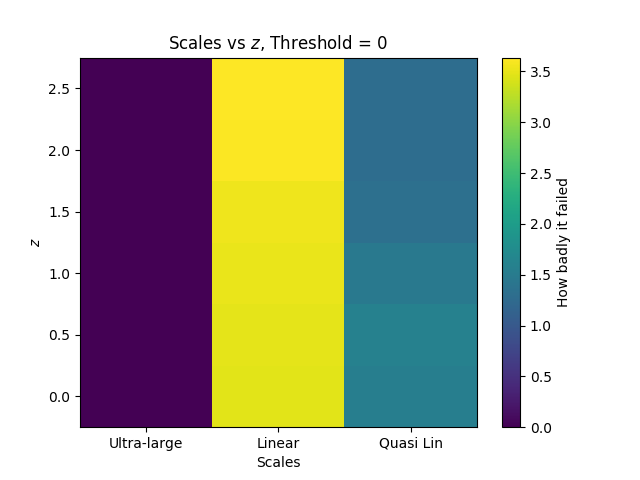 Scales vs z, Threshold = 0
2.5
2.0
1.5
1.0
0.5
0.0
z
Ultra-large Linear Quasi Lin
Scales
3.5
3.0
2.5
2.0
1.5
1.0
0.5
0.0
How badly it failed